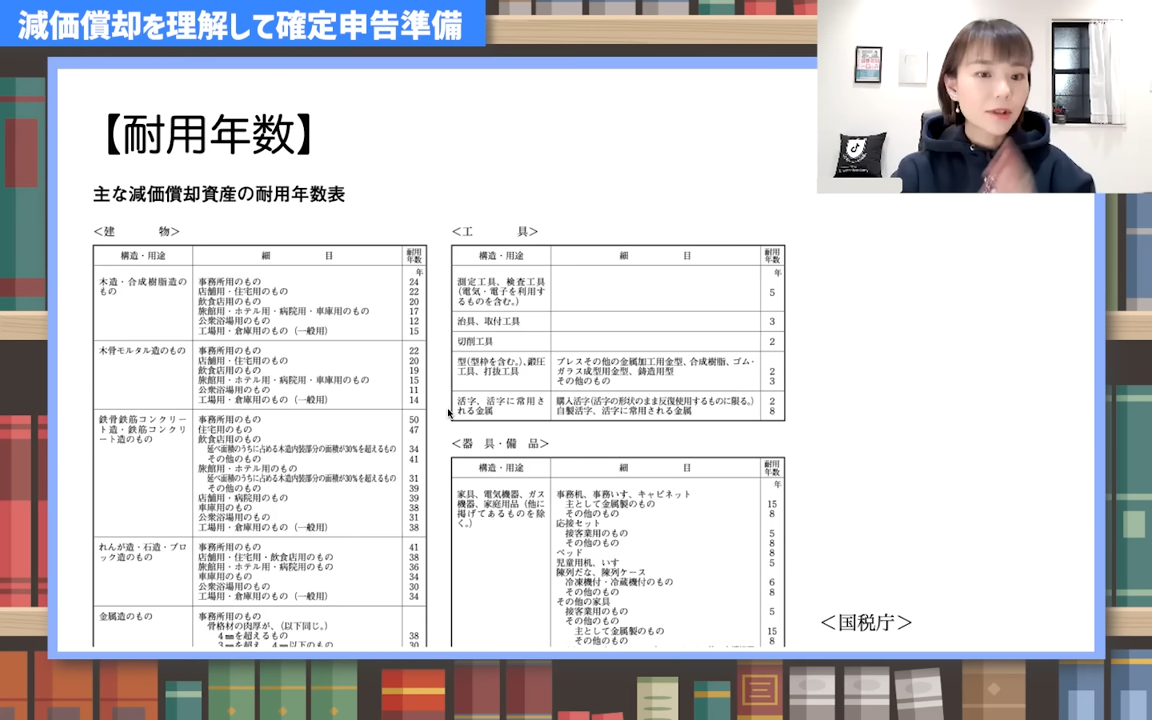 減価償却を理解して確定申告準備
【耐用年数】
主な減価償却資産の耐用年数表
＜建　物＞
構造・用途　細　目　耐用年数
年
木造・合成樹脂造のもの
事務所用のもの　24
店舗用・住宅用のもの　22
飲食店用のもの　20
旅館用・ホテル用・病院用・車庫用のもの　17
公衆浴場用のもの　12
工場用・倉庫用のもの（一般用）　15
木骨モルタル造のもの
事務所用のもの　22
店舗用・住宅用のもの　20
飲食店用のもの　19
旅館用・ホテル用・病院用・車庫用のもの　15
公衆浴場用のもの　11
工場用・倉庫用のもの（一般用）　14
鉄骨鉄筋コンクリート造・鉄筋コンクリート造のもの
事務所用のもの　50
住宅用のもの　47
飲食店用のもの
延べ面積のうちに占める木造内装部分の面積が30％を超えるもの　34
その他のもの　41
旅館用・ホテル用のもの
延べ面積のうちに占める木造内装部分の面積が30％を超えるもの　31
その他のもの　39
店舗用・病院用のもの　39
車庫用のもの　38
公衆浴場用のもの　31
工場用・倉庫用のもの（一般用）　38
れんが造・石造・ブロック造のもの
事務所用のもの　41
店舗用・住宅用・飲食店用のもの　38
旅館用・ホテル用・病院用のもの　36
車庫用のもの　34
公衆浴場用のもの　30
工場用・倉庫用のもの（一般用）　34
金属造のもの
事務所用のもの
骨格材の肉厚が、（以下同じ。）
4㎜を超えるもの　38
3㎜を超え、4㎜以下のもの　30
＜工　具＞
構造・用途　細　目　耐用年数
年
測定工具、検査工具（電気・電子を利用するものを含む。）　5
治具、取付工具　3
切削工具　2
型（型枠を含む。）、鍛圧工具、打抜工具
プレスその他の金属加工用金型、合成樹脂、ゴム・ガラス成型用金型、鋳造用型　2
その他のもの　3
活字、活字に常用される金属
購入活字（活字の形状のまま反復使用するものに限る。）　2
自製活字、活字に常用される金属　8
＜器　具・備　品＞
構造・用途　細　目　耐用年数
年
家具、電気機器、ガス機器、家庭用品（他に掲げてあるものを除く。）
事務机、事務いす、キャビネット
主として金属製のもの　15
その他のもの　8
応接セット
接客業用のもの　5
その他のもの　8
ベッド　8
児童用机、いす　5
陳列だな、陳列ケース
冷凍機付・冷蔵機付のもの　6
その他のもの　8
その他の家具
接客業用のもの　5
その他のもの
主として金属製のもの　15
その他のもの　8
＜国税庁＞